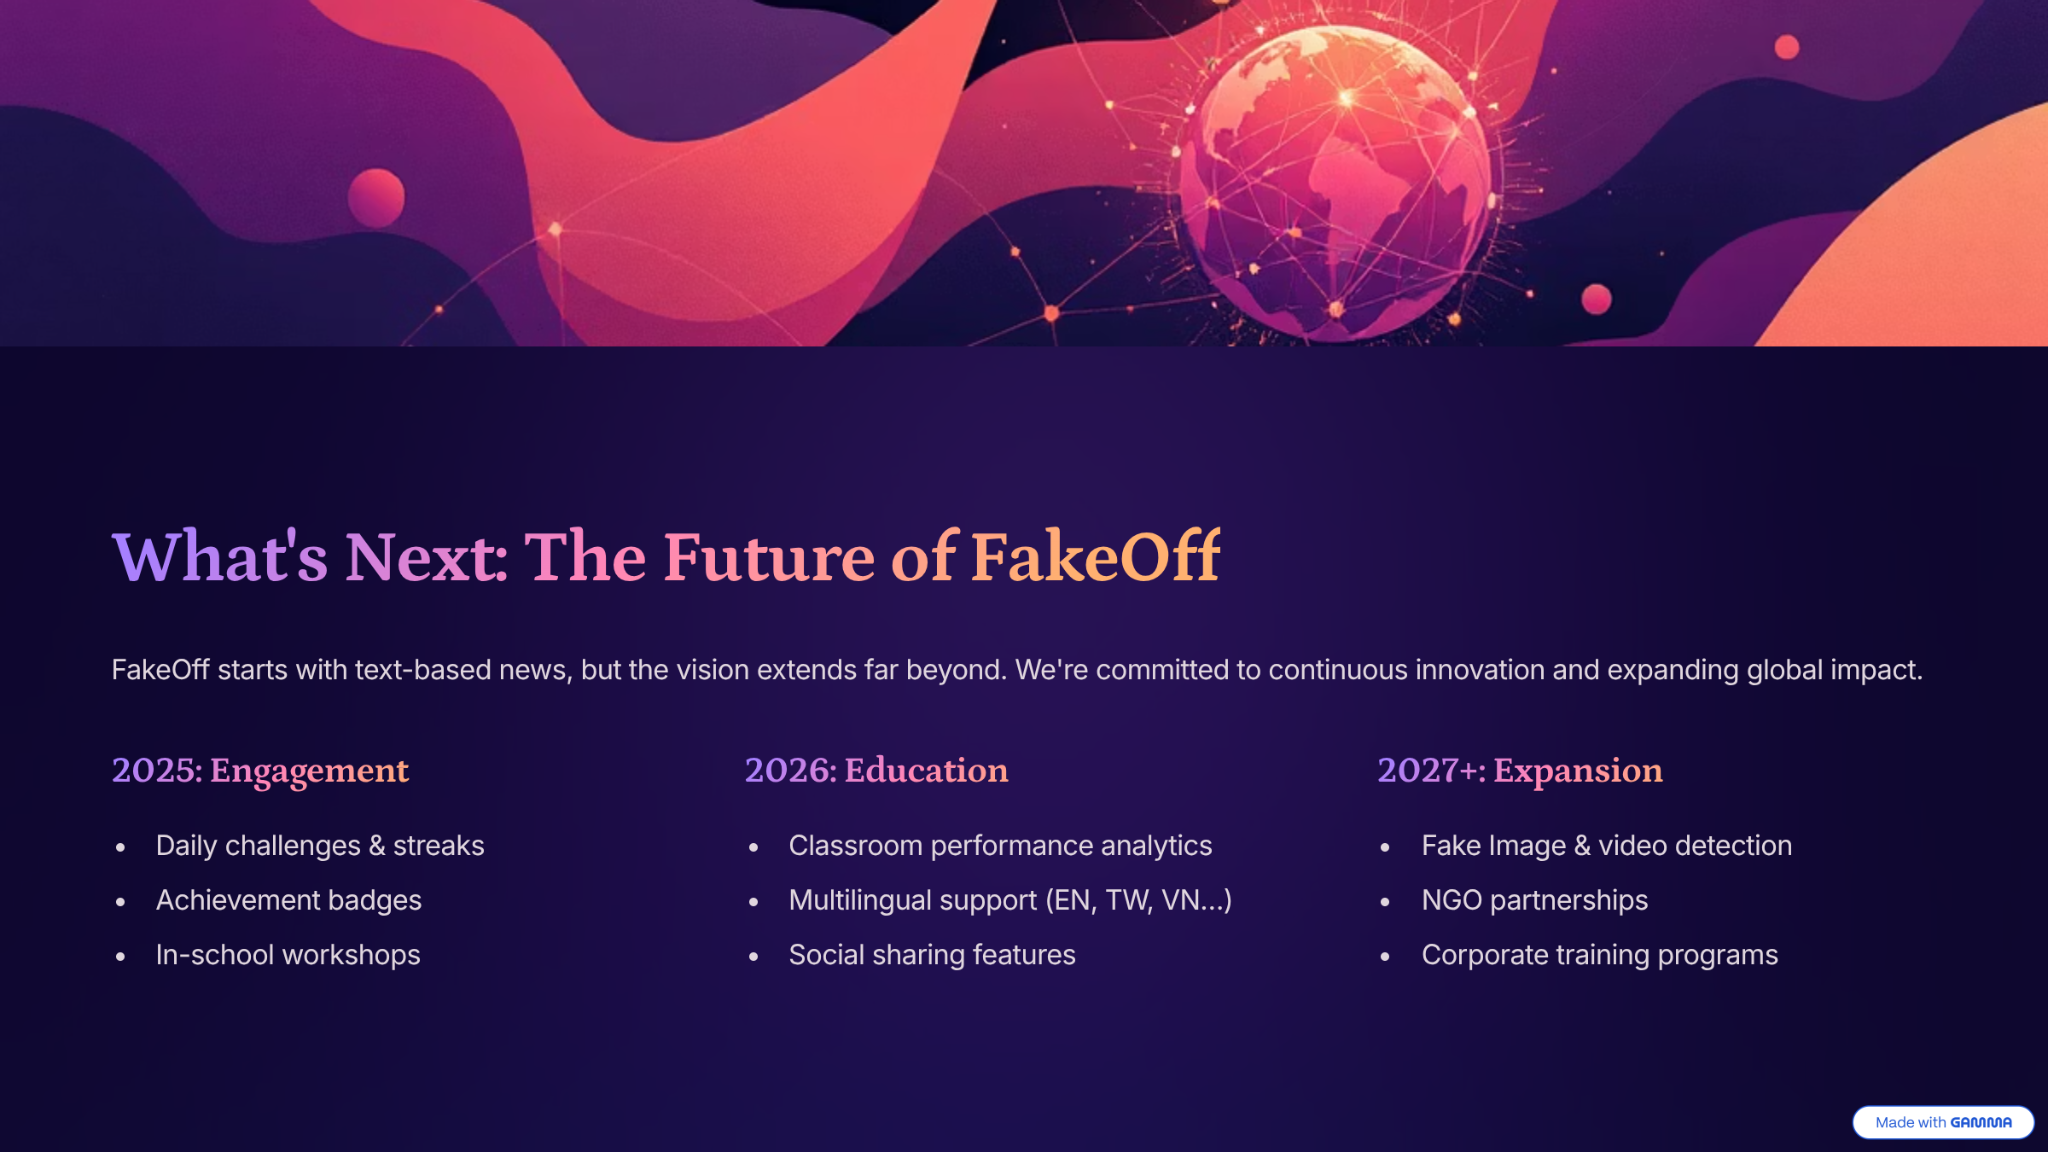 What's Next: The Future of FakeOff
FakeOff starts with text-based news, but the vision extends far beyond. We're committed to continuous innovation and expanding global impact.
2025: Engagement
• Daily challenges & streaks
• Achievement badges
• In-school workshops
2026: Education
• Classroom performance analytics
• Multilingual support (EN, TW, VN...)
• Social sharing features
2027+: Expansion
• Fake Image & video detection
• NGO partnerships
• Corporate training programs
Made with GAMMA